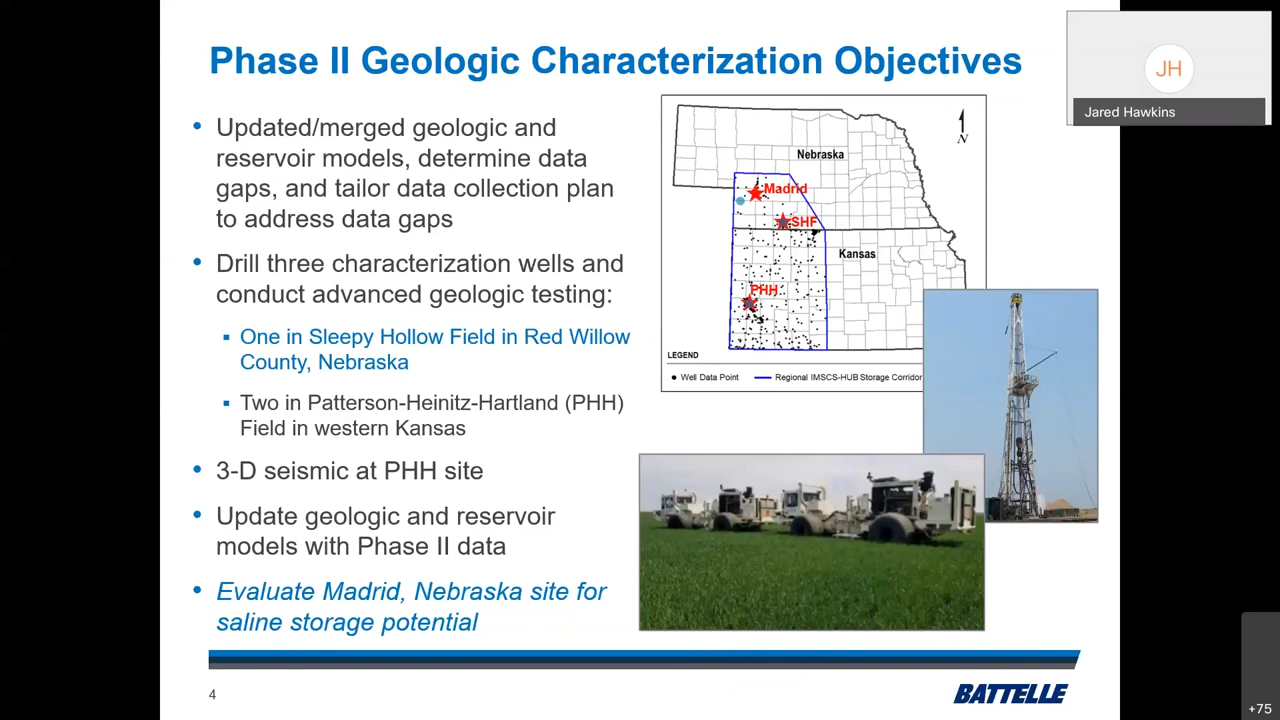 Phase II Geologic Characterization Objectives
JH
Jared Hawkins
• Updated/merged geologic and
reservoir models, determine data
gaps, and tailor data collection plan
to address data gaps
• Drill three characterization wells and
conduct advanced geologic testing:
▪ One in Sleepy Hollow Field in Red Willow
County, Nebraska
▪ Two in Patterson-Heinitz-Hartland (PHH)
Field in western Kansas
• 3-D seismic at PHH site
• Update geologic and reservoir
models with Phase II data
• Evaluate Madrid, Nebraska site for
saline storage potential
N
Nebraska
Madrid
SHF
Kansas
PHH
LEGEND
Well Data Point
Regional IMSCS-HUB Storage Corridor
4
BATTELLE
+75